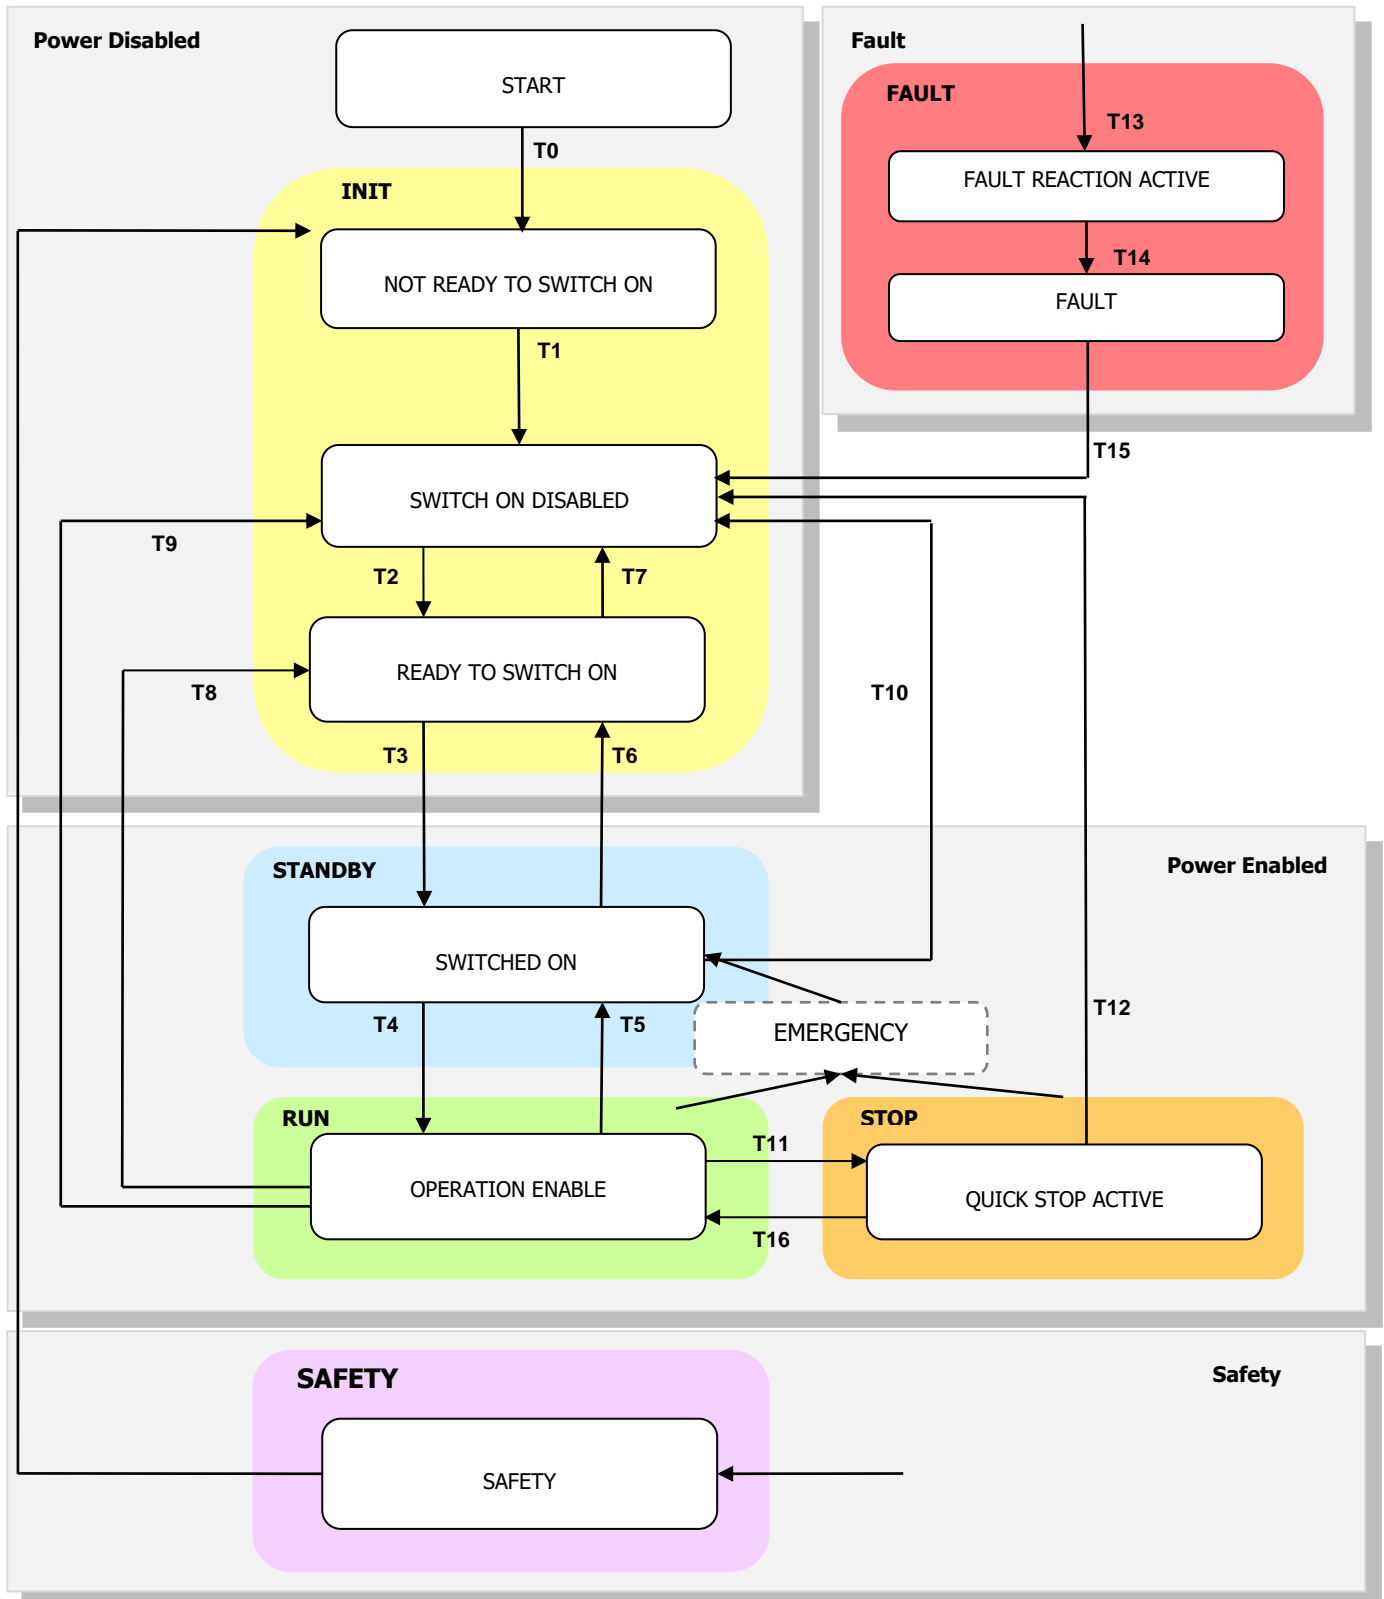 Power Disabled
START
T0
INIT
NOT READY TO SWITCH ON
T1
SWITCH ON DISABLED
T9
T2
T7
READY TO SWITCH ON
T8
T3
T6
Fault
FAULT
T13
FAULT REACTION ACTIVE
T14
FAULT
T15
T10
Power Enabled
STANDBY
SWITCHED ON
T4
T5
EMERGENCY
T12
RUN
OPERATION ENABLE
T11
T16
STOP
QUICK STOP ACTIVE
Safety
SAFETY
SAFETY